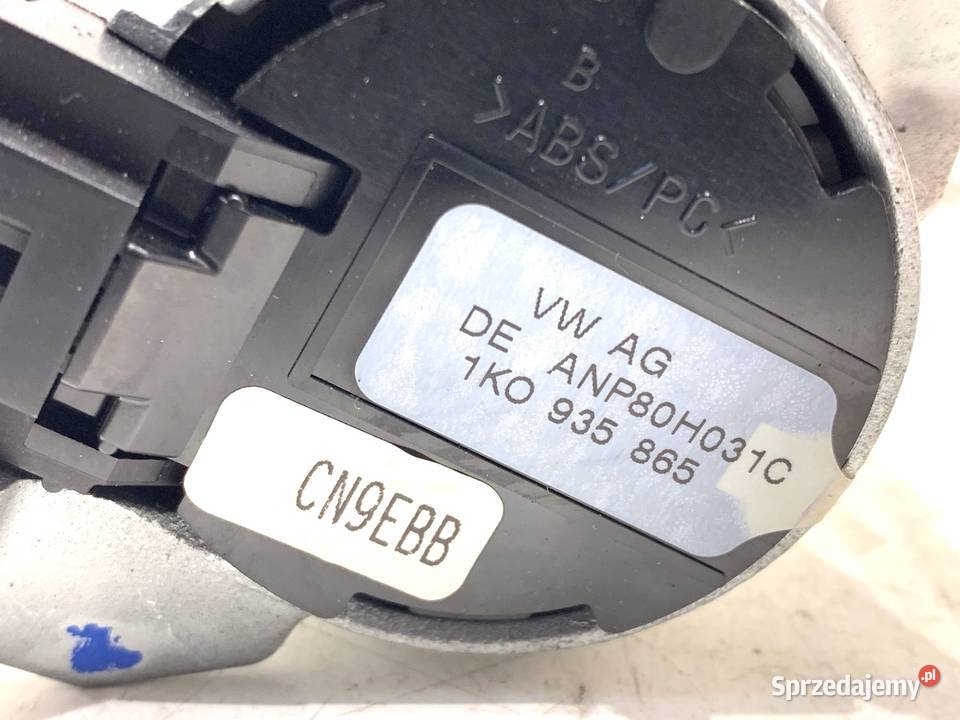 B
>ABS/PC<
VW AG
DE ANP80H031C
1K0 935 865
CN9EBB
Sprzedajemy.pl